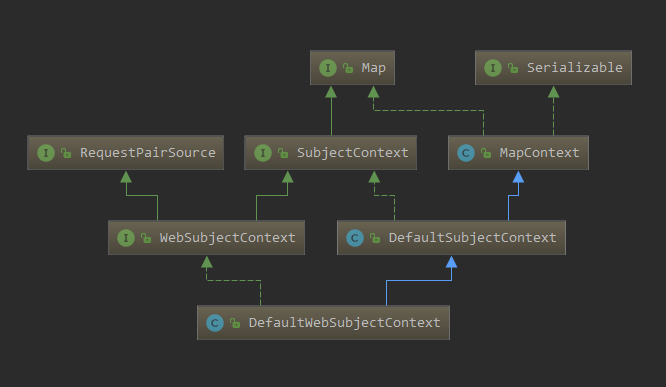 I Map
I Serializable
I RequestPairSource
I SubjectContext
C MapContext
I WebSubjectContext
C DefaultSubjectContext
C DefaultWebSubjectContext